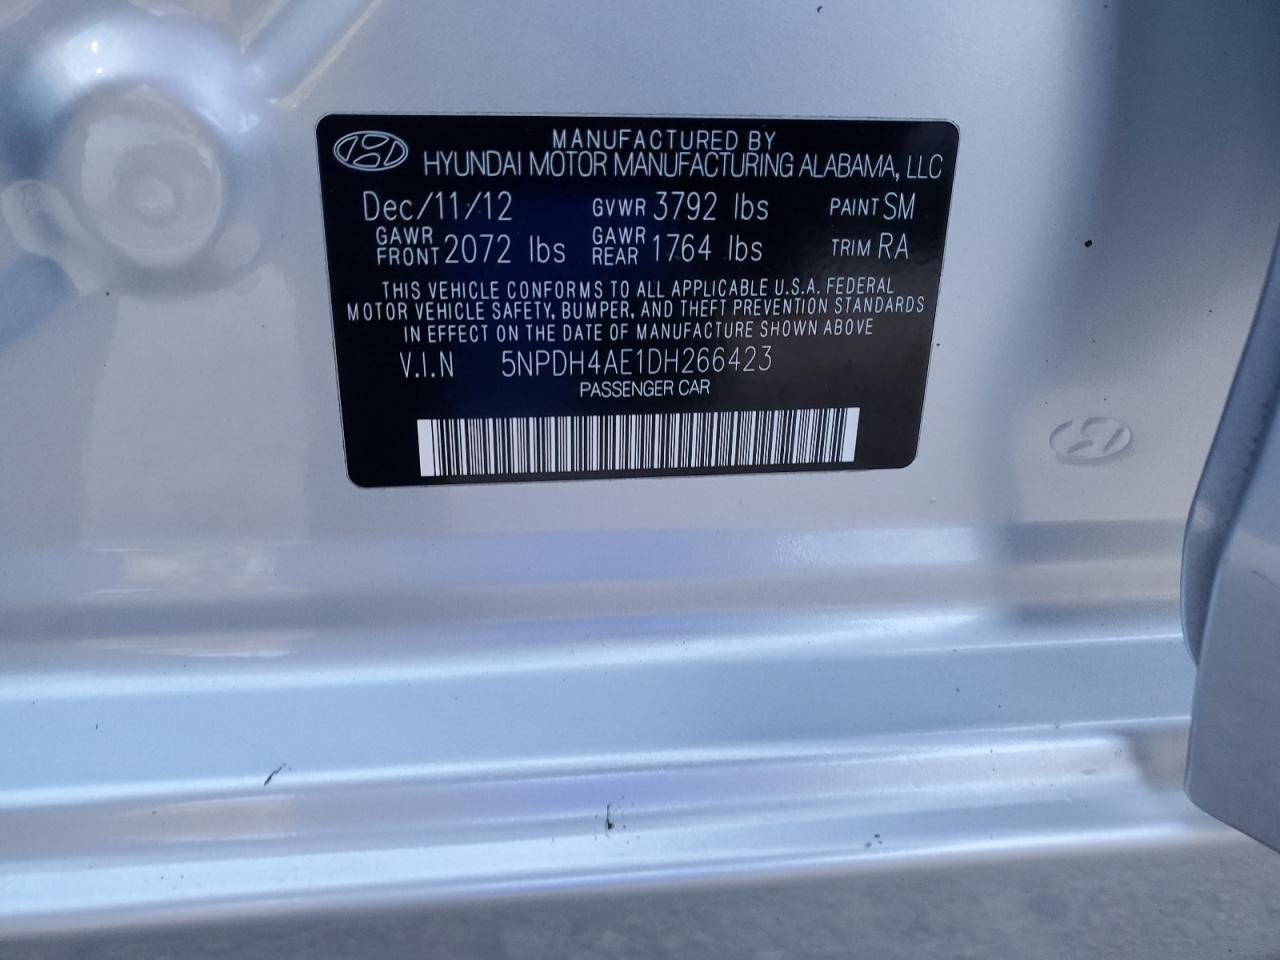 MANUFACTURED BY
HYUNDAI MOTOR MANUFACTURING ALABAMA, LLC
Dec/11/12 GVWR 3792 lbs PAINT SM
GAWR FRONT 2072 lbs GAWR REAR 1764 lbs TRIM RA
THIS VEHICLE CONFORMS TO ALL APPLICABLE U.S.A. FEDERAL
MOTOR VEHICLE SAFETY, BUMPER, AND THEFT PREVENTION STANDARDS
IN EFFECT ON THE DATE OF MANUFACTURE SHOWN ABOVE
V.I.N 5NPDH4AE1DH266423
PASSENGER CAR